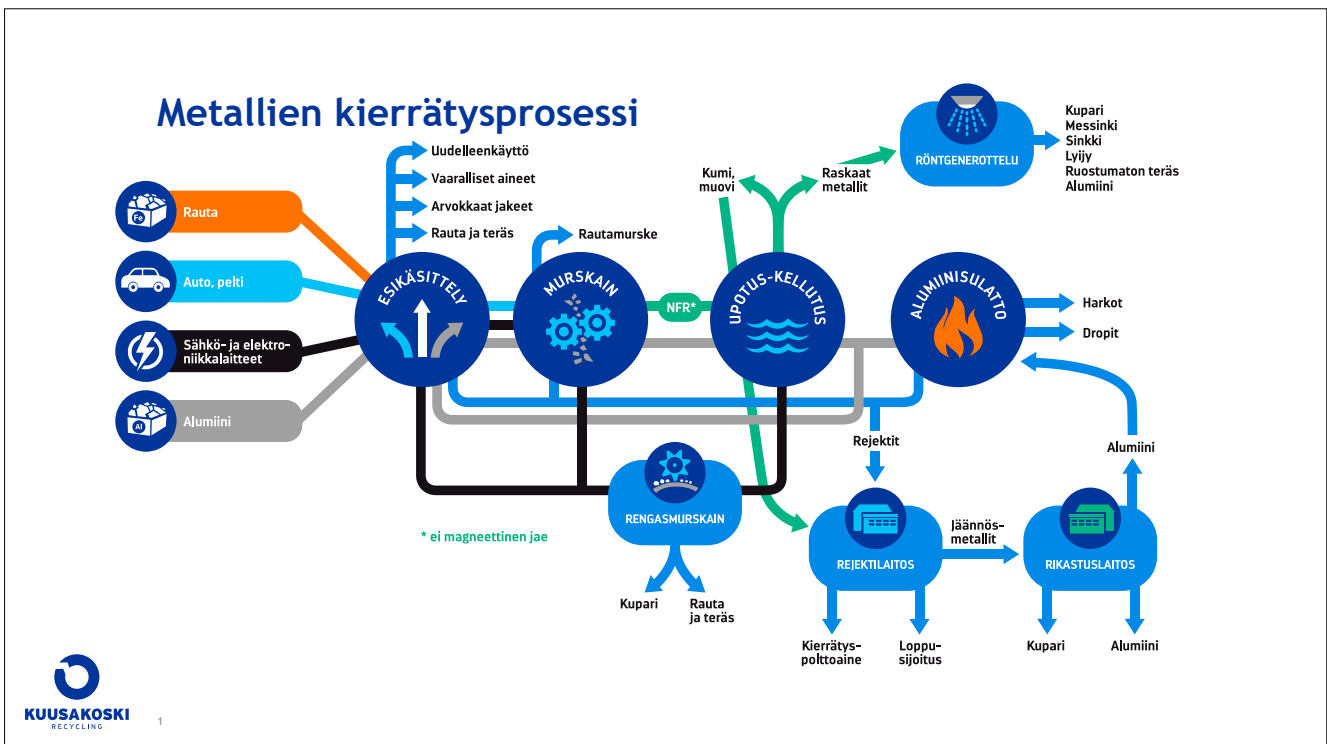 Metallien kierrätysprosessi
Uudelleenkäyttö
Vaaralliset aineet
Arvokkaat jakeet
Rauta ja teräs
Rautamurske
Kumi,
muovi
Raskaat
metallit
RÖNTGENEROTTELU
Kupari
Messinki
Sinkki
Lyijy
Ruostumaton teräs
Alumiini
Fe
Rauta
Auto, pelti
Sähkö- ja elektro-
niikkalaitteet
Al
Alumiini
ESIKÄSITTELY
MURSKAIN
NFR*
UPOTUS-KELLUTUS
ALUMIINISULATTO
Harkot
Dropit
Rejektit
Alumiini
RENGASMURSKAIN
* ei magneettinen jae
Kupari
Rauta
ja teräs
REJEKTILAITOS
Jäännös-
metallit
RIKASTUSLAITOS
Kierrätys-
polttoaine
Loppu-
sijoitus
Kupari
Alumiini
KUUSAKOSKI
RECYCLING
1